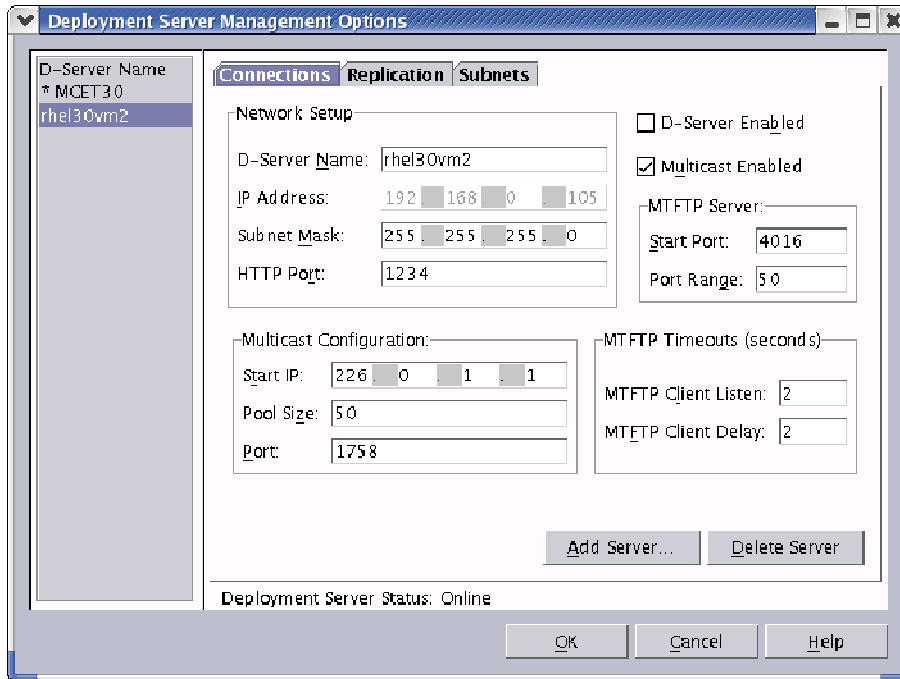 Deployment Server Management Options
D-Server Name
* MCET30
rhel30vm2
Connections Replication Subnets
Network Setup
D-Server Name: rhel30vm2
IP Address: 192 . 168 . 0 . 105
Subnet Mask: 255 . 255 . 255 . 0
HTTP Port: 1234
D-Server Enabled
Multicast Enabled
MTFTP Server:
Start Port: 4016
Port Range: 50
Multicast Configuration:
Start IP: 226 . 0 . 1 . 1
Pool Size: 50
Port: 1758
MTFTP Timeouts (seconds)
MTFTP Client Listen: 2
MTFTP Client Delay: 2
Add Server... Delete Server
Deployment Server Status: Online
OK Cancel Help